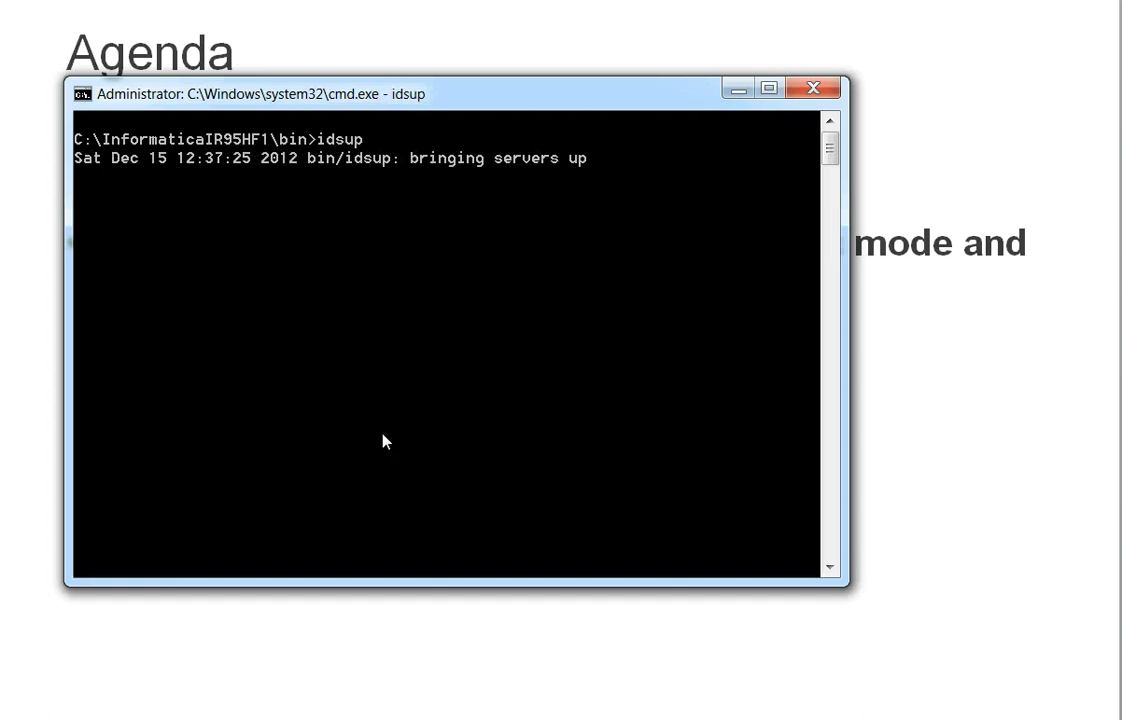 Agenda
Administrator: C:\Windows\system32\cmd.exe - idsup
C:\InformaticaIR95HF1\bin>idsup
Sat Dec 15 12:37:25 2012 bin/idsup: bringing servers up
mode and